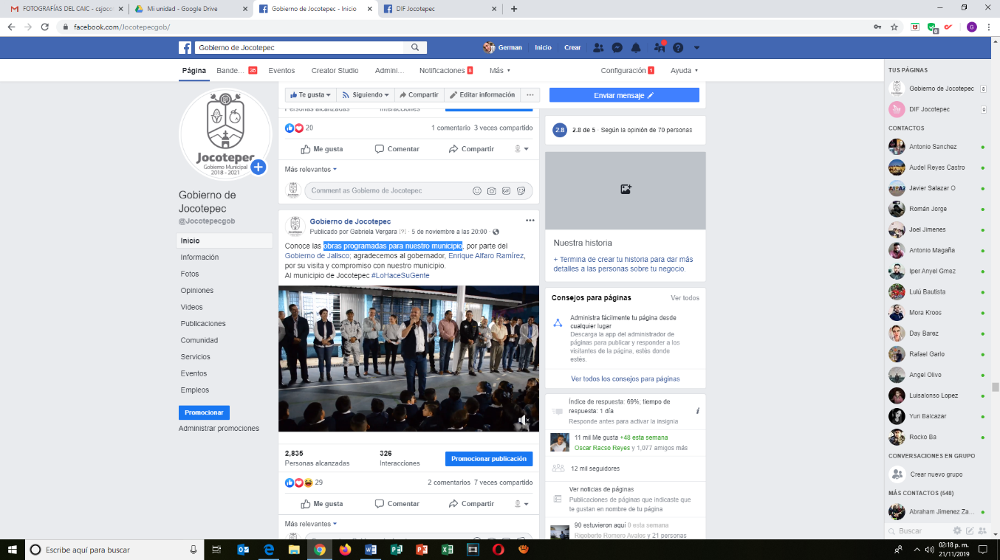 FOTOGRAFÍAS DEL CAIC - csjoco
Mi unidad - Google Drive
Gobierno de Jocotepec - Inicio
DIF Jocotepec
facebook.com/Jocotepecgob/
Gobierno de Jocotepec
German
Inicio
Crear
Página
Bande... 36
Eventos
Creator Studio
Admini...
Notificaciones 8
Más
Configuración 1
Ayuda
Jocotepec
Gobierno Municipal
2018 - 2021
Gobierno de
Jocotepec
@Jocotepecgob
Inicio
Información
Fotos
Opiniones
Videos
Publicaciones
Comunidad
Servicios
Eventos
Empleos
Promocionar
Administrar promociones
Te gusta
Siguiendo
Compartir
Editar información
...
Personas alcanzadas
Interacciones
20
1 comentario 3 veces compartido
Me gusta
Comentar
Compartir
Más relevantes
Comment as Gobierno de Jocotepec
Gobierno de Jocotepec
Publicado por Gabriela Vergara [?] · 5 de noviembre a las 20:00 ·
Conoce las obras programadas para nuestro municipio, por parte del
Gobierno de Jalisco; agradecemos al gobernador, Enrique Alfaro Ramírez,
por su visita y compromiso con nuestro municipio.
Al municipio de Jocotepec #LoHaceSuGente
2,835
Personas alcanzadas
326
Interacciones
Promocionar publicación
29
2 comentarios 7 veces compartido
Me gusta
Comentar
Compartir
Más relevantes
Enviar mensaje
2.8
2.8 de 5 · Según la opinión de 70 personas
Nuestra historia
+ Termina de crear tu historia para dar más
detalles a las personas sobre tu negocio.
Consejos para páginas
Ver todos
Administra fácilmente tu página desde
cualquier lugar
Descarga la app del administrador de
páginas para publicar y responder a los
visitantes de la página, estés donde
estés.
Ver todos los consejos para páginas
Índice de respuesta: 69%; tiempo de
respuesta: 1 día
Responde antes para activar la insignia
11 mil Me gusta +48 esta semana
Oscar Racso Reyes y 1,077 amigos más
12 mil seguidores
Ver noticias de páginas
Publicaciones de páginas que indicaste que
te gustan en nombre de tu página
90 estuvieron aquí 0 esta semana
Rigoberto Romero Avalos y 21 personas
TUS PÁGINAS
Gobierno de Jocotepec 8
DIF Jocotepec 9
CONTACTOS
Antonio Sanchez
Audel Reyes Castro
Javier Salazar O
Román Jorge
Joel Jimenes
Antonio Magaña
Iper Anyel Gmez
Lulú Bautista
Mora Kroos
Day Barez
Rafael Garlo
Angel Olivo
Luisalonso Lopez
Yuri Balcazar
Rocko Ba
CONVERSACIONES EN GRUPO
Crear nuevo grupo
MÁS CONTACTOS (548)
Abraham Jimenez Za...
Buscar
Escribe aquí para buscar
02:18 p. m.
21/11/2019